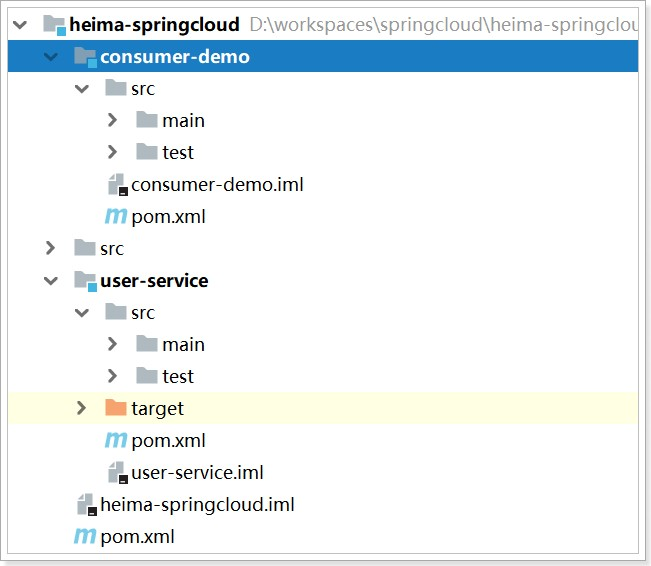 heima-springcloud D:\workspaces\springcloud\heima-springclou
consumer-demo
src
main
test
consumer-demo.iml
pom.xml
src
user-service
src
main
test
target
pom.xml
user-service.iml
heima-springcloud.iml
pom.xml